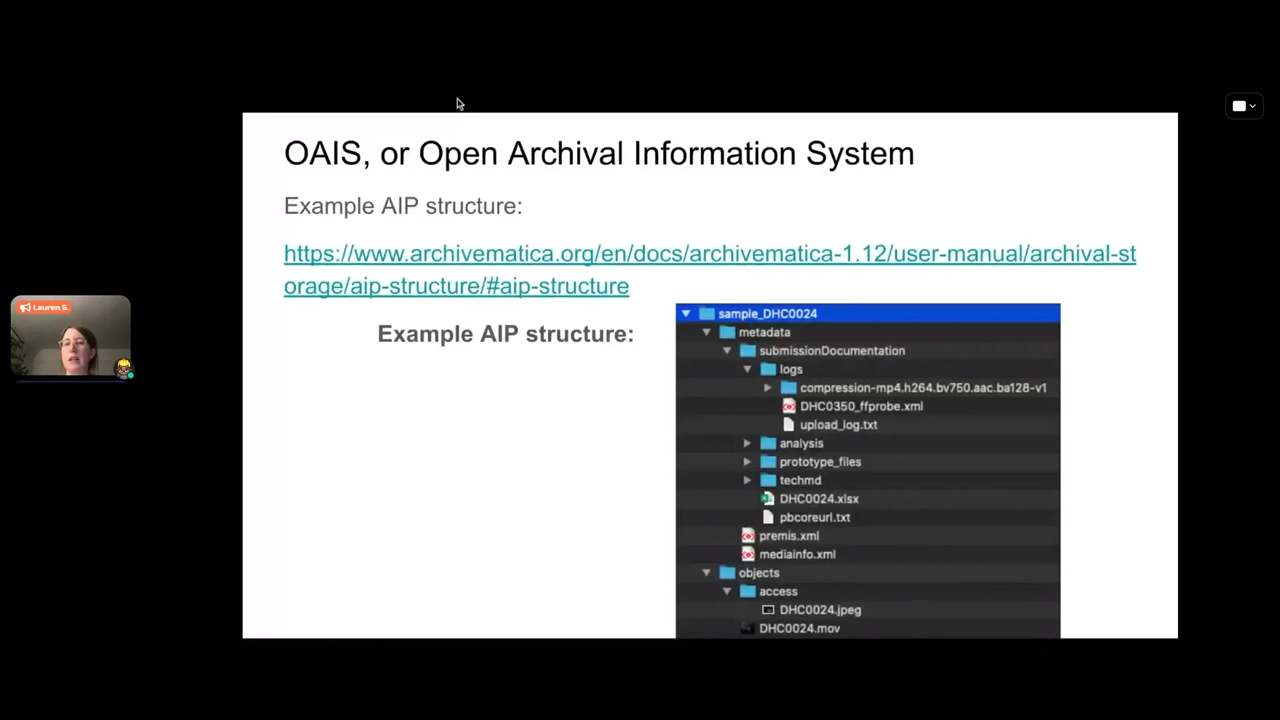 OAIS, or Open Archival Information System
Example AIP structure:
https://www.archivematica.org/en/docs/archivematica-1.12/user-manual/archival-st
orage/aip-structure/#aip-structure
Example AIP structure:
sample_DHC0024
metadata
submissionDocumentation
logs
compression-mp4.h264.bv750.aac.ba128-v1
DHC0350_ffprobe.xml
upload_log.txt
analysis
prototype_files
techmd
DHC0024.xlsx
pbcoreurl.txt
premis.xml
mediainfo.xml
objects
access
DHC0024.jpeg
DHC0024.mov
Lauren S.